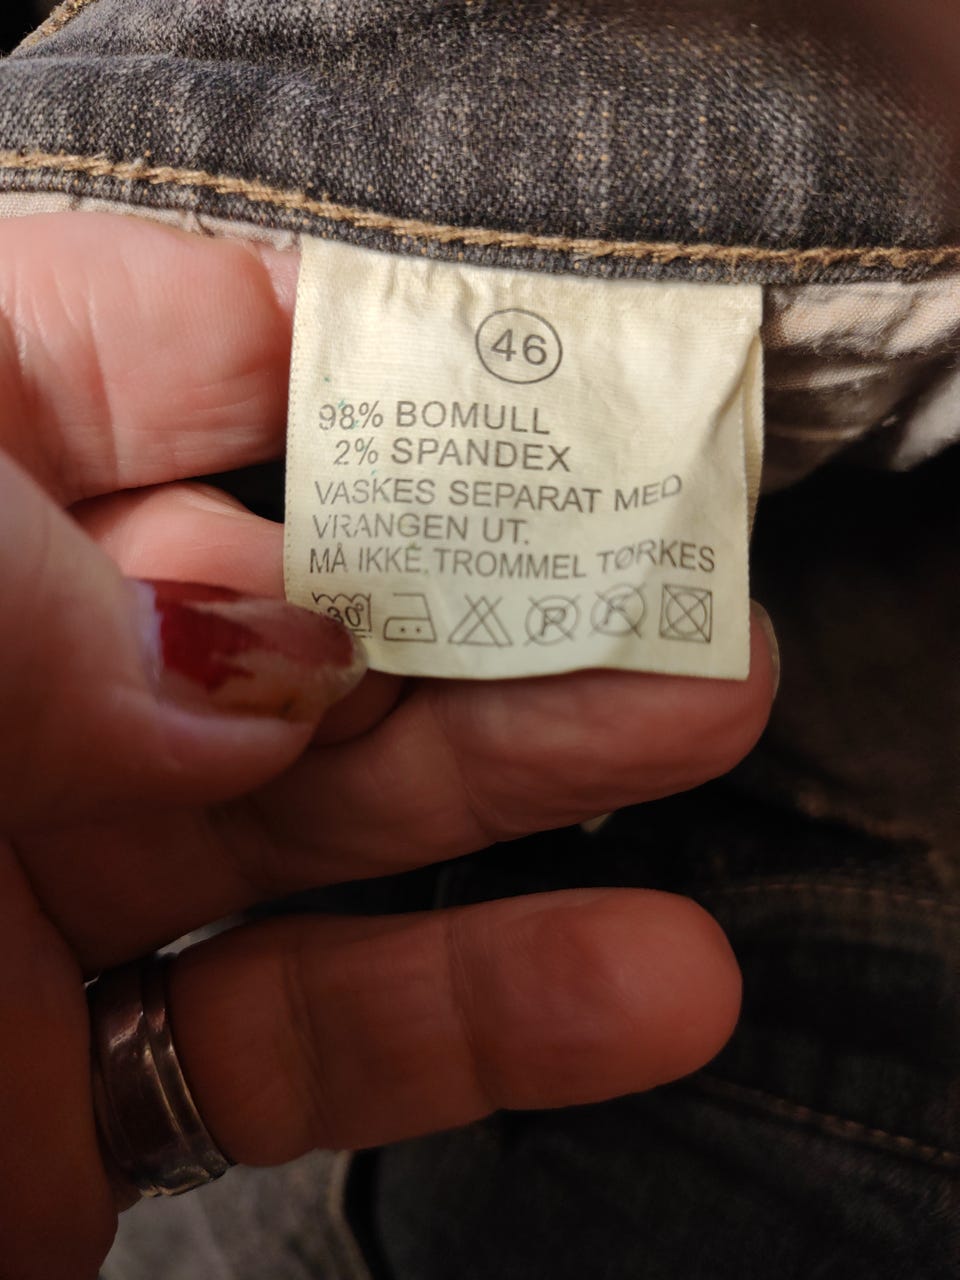 46
98% BOMULL
2% SPANDEX
VASKES SEPARAT MED
VRANGEN UT.
MÅ IKKE TROMMEL TØRKES
30° P F